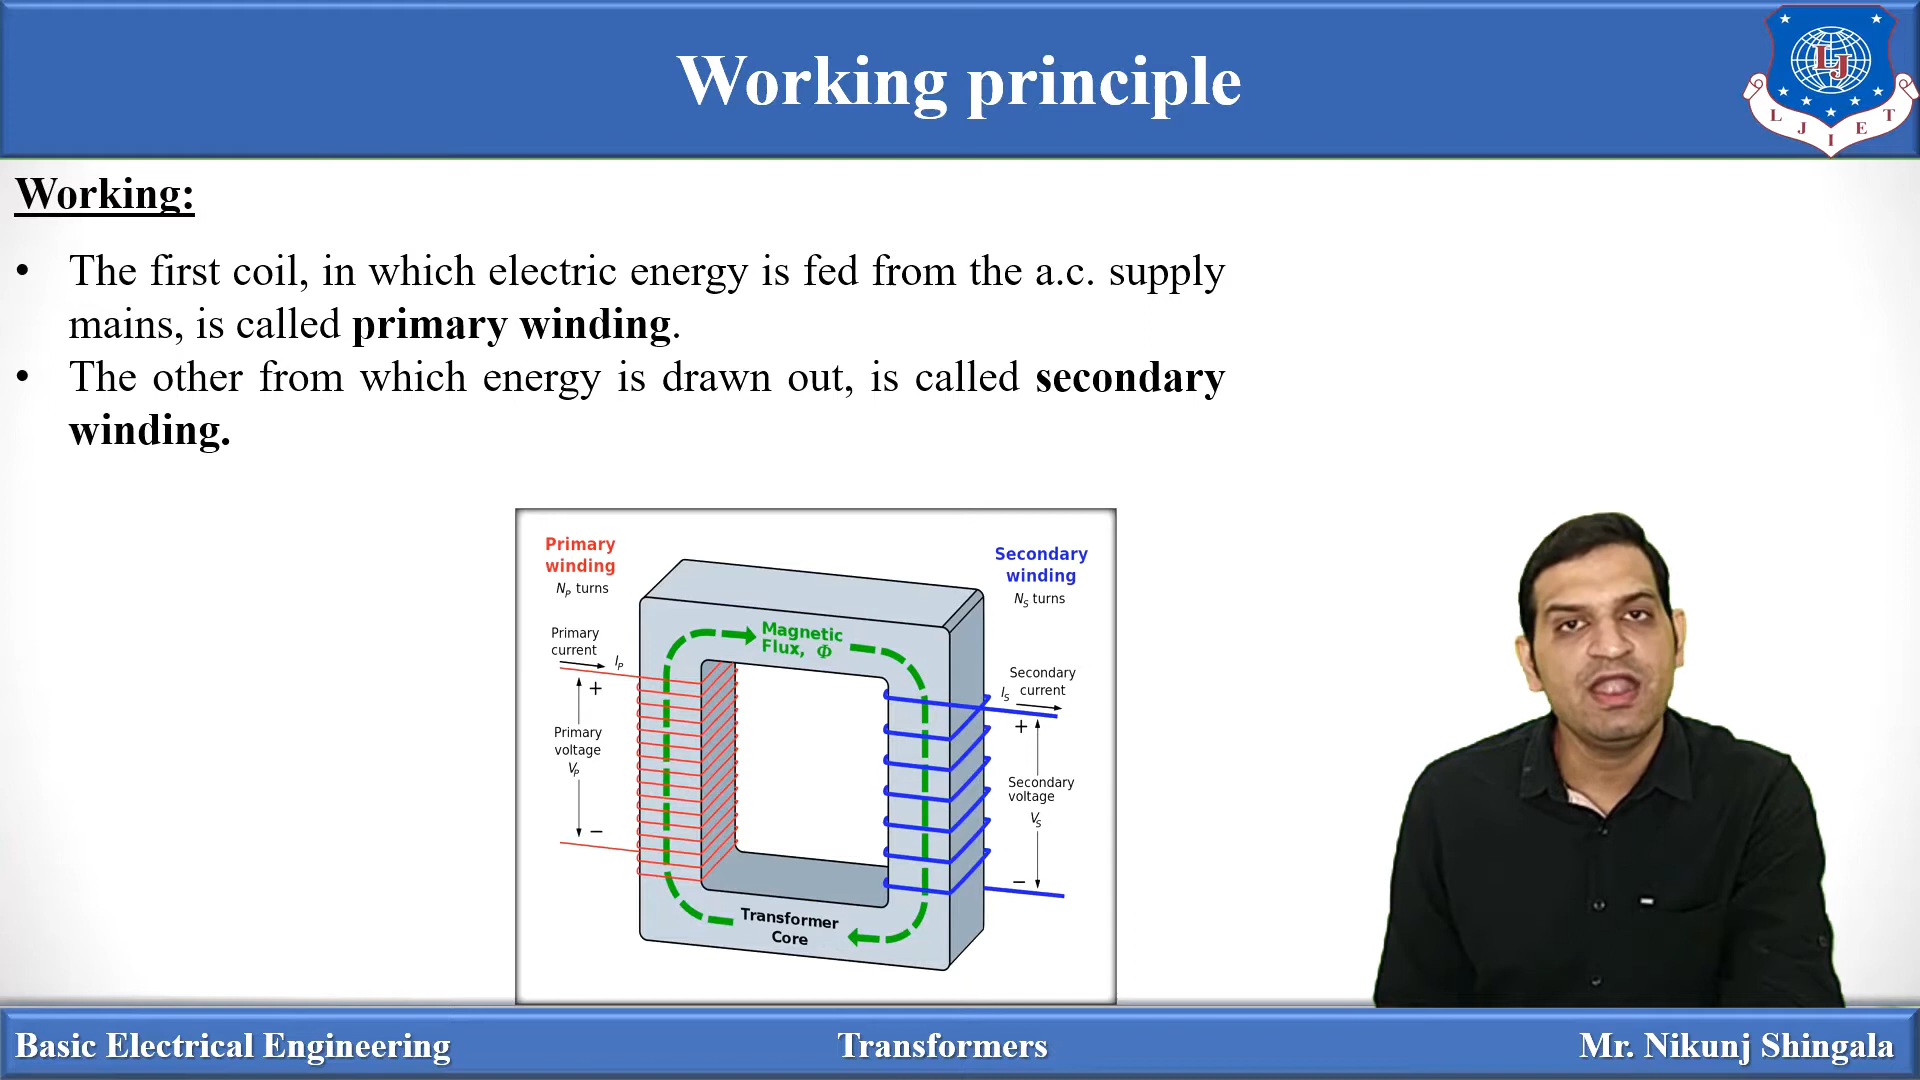 Working principle
LJ
L J I E T
Working:
• The first coil, in which electric energy is fed from the a.c. supply
mains, is called primary winding.
• The other from which energy is drawn out, is called secondary
winding.
Primary
winding
NP turns
Primary
current
IP
+
Primary
voltage
VP
−
Magnetic
Flux, Φ
Transformer
Core
Secondary
winding
NS turns
Secondary
current
IS
+
Secondary
voltage
VS
−
Basic Electrical Engineering
Transformers
Mr. Nikunj Shingala